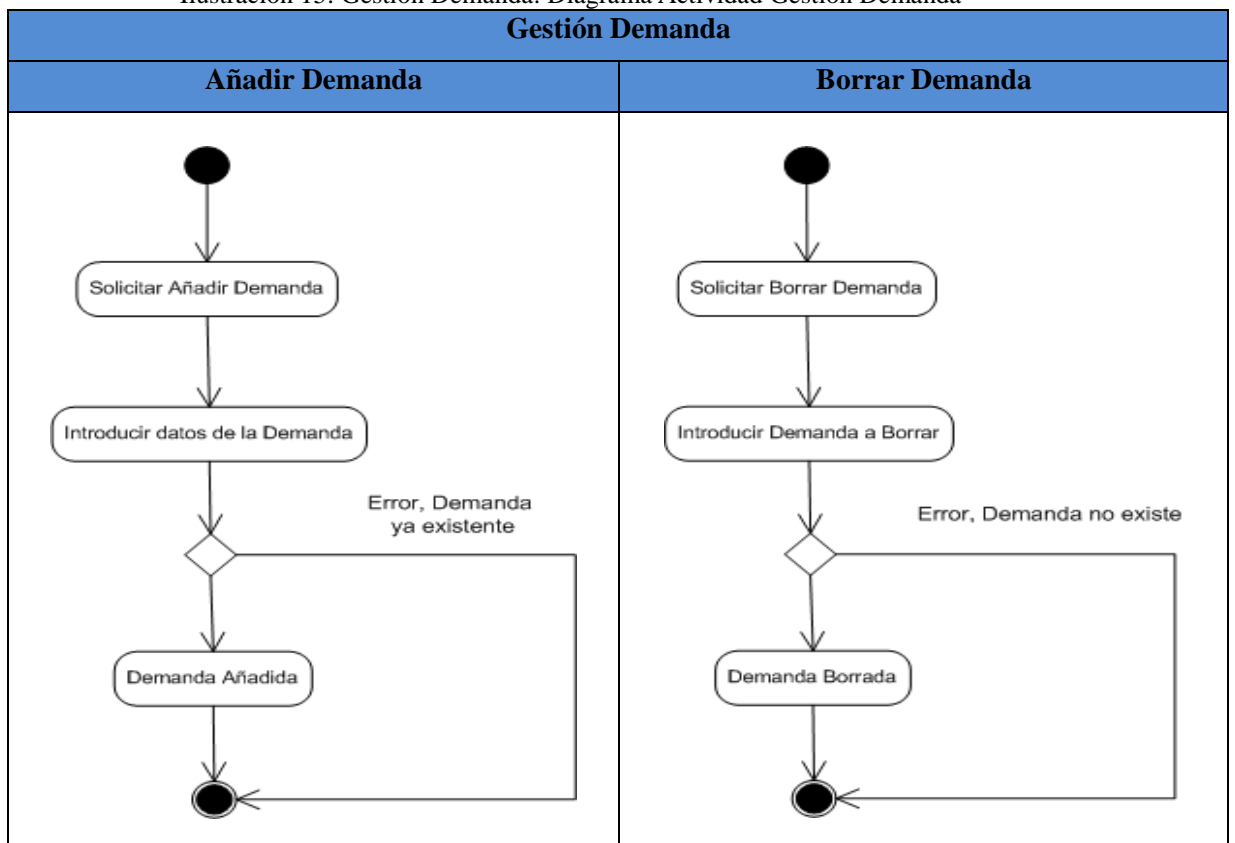 Ilustración 15: Gestión Demanda: Diagrama Actividad Gestión Demanda
Gestión Demanda
Añadir Demanda
Borrar Demanda
Solicitar Añadir Demanda
Introducir datos de la Demanda
Error, Demanda
ya existente
Demanda Añadida
Solicitar Borrar Demanda
Introducir Demanda a Borrar
Error, Demanda no existe
Demanda Borrada